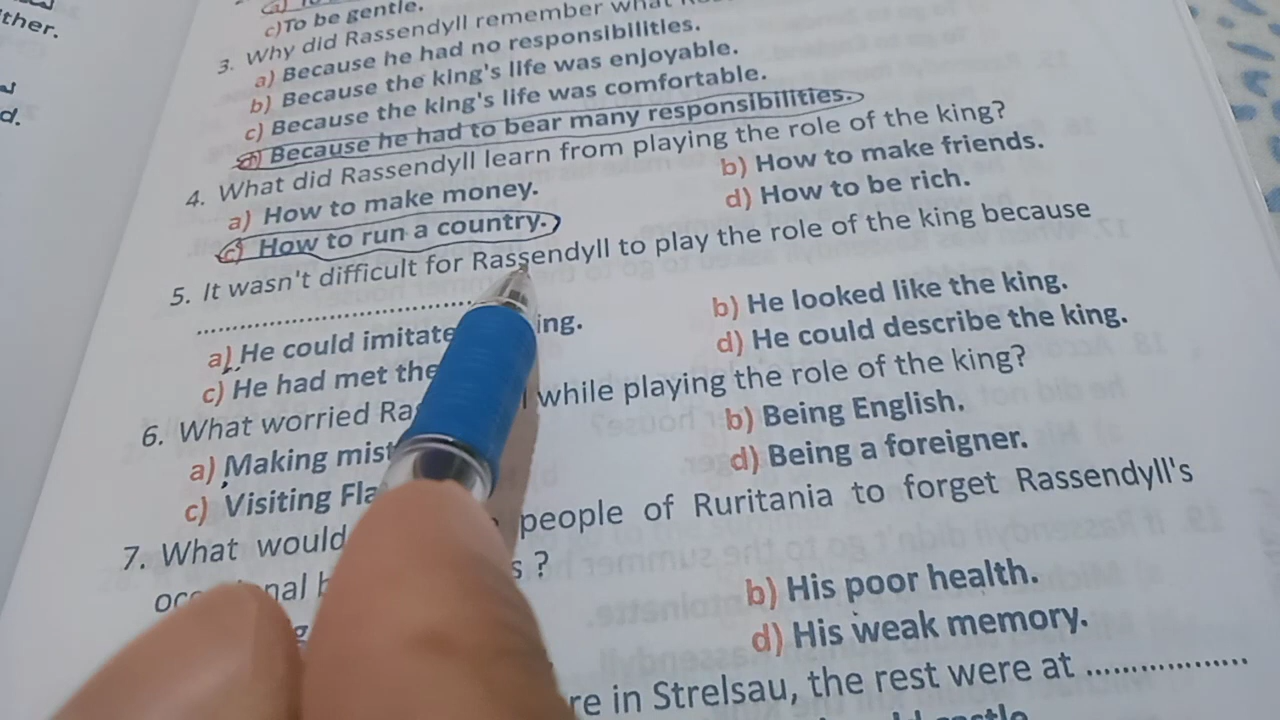 ther.
d.
c)To be gentle.
3. Why did Rassendyll remember what
a) Because he had no responsibilities.
b) Because the king's life was enjoyable.
c) Because the king's life was comfortable.
d) Because he had to bear many responsibilities.
4. What did Rassendyll learn from playing the role of the king?
a) How to make money.
b) How to make friends.
c) How to run a country.
d) How to be rich.
5. It wasn't difficult for Rassendyll to play the role of the king because
....................
a) He could imitate ing.
b) He looked like the king.
c) He had met the
d) He could describe the king.
6. What worried Ra while playing the role of the king?
a) Making mist
b) Being English.
c) Visiting Fla
d) Being a foreigner.
7. What would people of Ruritania to forget Rassendyll's
s ?
b) His poor health.
d) His weak memory.
re in Strelsau, the rest were at ..................